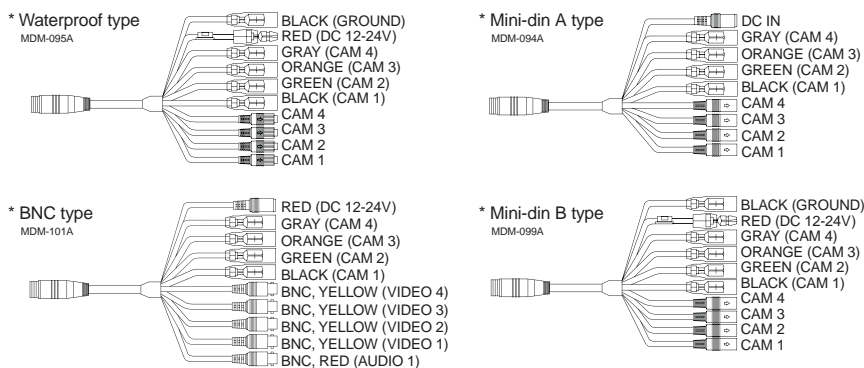 * Waterproof type
MDM-095A
BLACK (GROUND)
RED (DC 12-24V)
GRAY (CAM 4)
ORANGE (CAM 3)
GREEN (CAM 2)
BLACK (CAM 1)
CAM 4
CAM 3
CAM 2
CAM 1
* Mini-din A type
MDM-094A
DC IN
GRAY (CAM 4)
ORANGE (CAM 3)
GREEN (CAM 2)
BLACK (CAM 1)
CAM 4
CAM 3
CAM 2
CAM 1
* BNC type
MDM-101A
RED (DC 12-24V)
GRAY (CAM 4)
ORANGE (CAM 3)
GREEN (CAM 2)
BLACK (CAM 1)
BNC, YELLOW (VIDEO 4)
BNC, YELLOW (VIDEO 3)
BNC, YELLOW (VIDEO 2)
BNC, YELLOW (VIDEO 1)
BNC, RED (AUDIO 1)
* Mini-din B type
MDM-099A
BLACK (GROUND)
RED (DC 12-24V)
GRAY (CAM 4)
ORANGE (CAM 3)
GREEN (CAM 2)
BLACK (CAM 1)
CAM 4
CAM 3
CAM 2
CAM 1